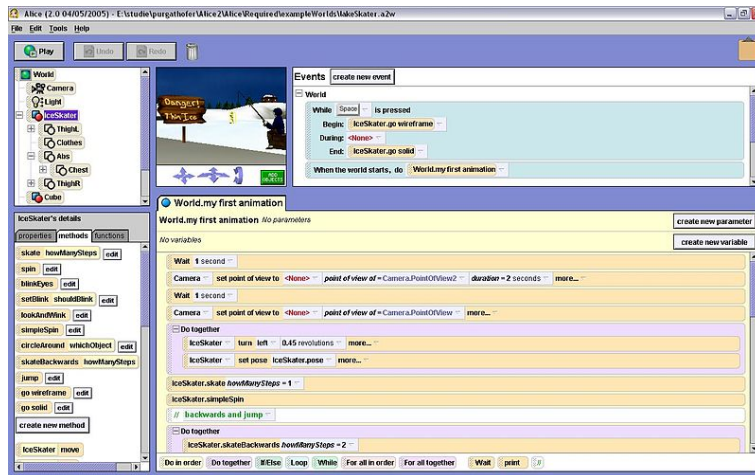 Alice (2.0 04/05/2005) - E:\studie\purgathofer\Alice2\Alice\Required\exampleWorlds\lakeSkater.a2w
File Edit Tools Help
Play Undo Redo
World
Camera
Light
IceSkater
ThighL
Clothes
Abs
Chest
ThighR
Cube
Danger!
Thin Ice
ADD OBJECTS
Events create new event
World
While Space is pressed
Begin: IceSkater.go wireframe
During: <None>
End: IceSkater.go solid
When the world starts, do World.my first animation
IceSkater's details
properties methods functions
skate howManySteps edit
spin edit
blinkEyes edit
setBlink shouldBlink edit
lookAndWink edit
simpleSpin edit
circleAround whichObject edit
skateBackwards howManySteps
jump edit
go wireframe edit
go solid edit
create new method
IceSkater move
World.my first animation
World.my first animation No parameters create new parameter
No variables create new variable
Wait 1 second
Camera set point of view to <None> point of view of = Camera.PointOfView2 duration = 2 seconds more...
Wait 1 second
Camera set point of view to <None> point of view of = Camera.PointOfView more...
Do together
IceSkater turn left 0.45 revolutions more...
IceSkater set pose IceSkater.pose more...
IceSkater.skate howManySteps = 1
IceSkater.simpleSpin
// backwards and jump
Do together
IceSkater.skateBackwards howManySteps = 2
Do in order Do together If/Else Loop While For all in order For all together Wait print //